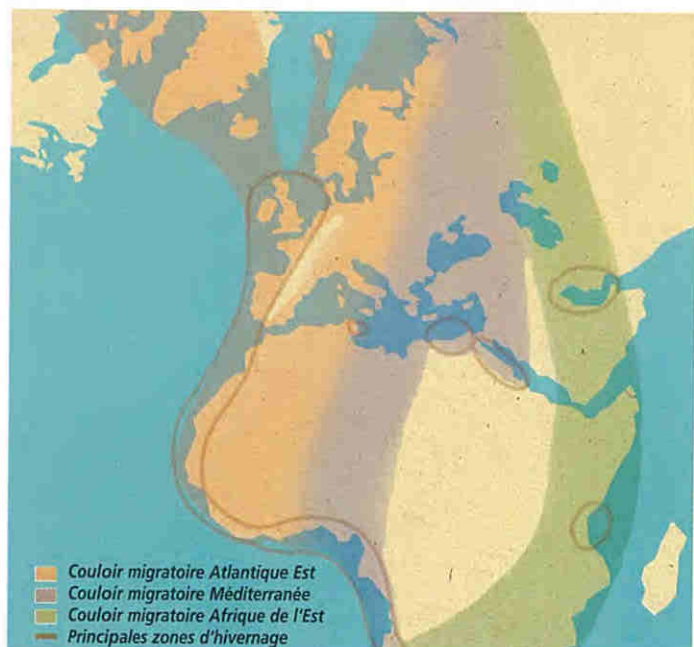 Couloir migratoire Atlantique Est
Couloir migratoire Méditerranée
Couloir migratoire Afrique de l'Est
Principales zones d'hivernage